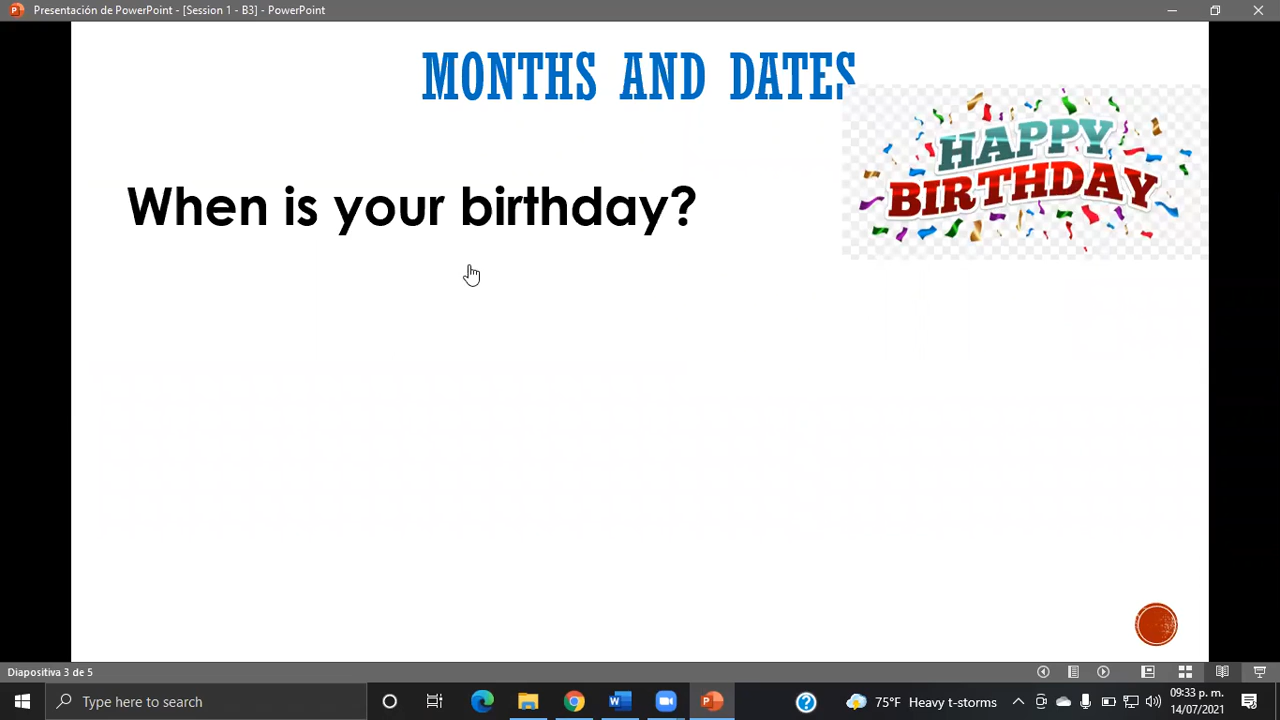 Presentación de PowerPoint - [Session 1 - B3] - PowerPoint
MONTHS AND DATES
HAPPY
BIRTHDAY
When is your birthday?
Diapositiva 3 de 5
Type here to search
75°F Heavy t-storms
09:33 p. m.
14/07/2021